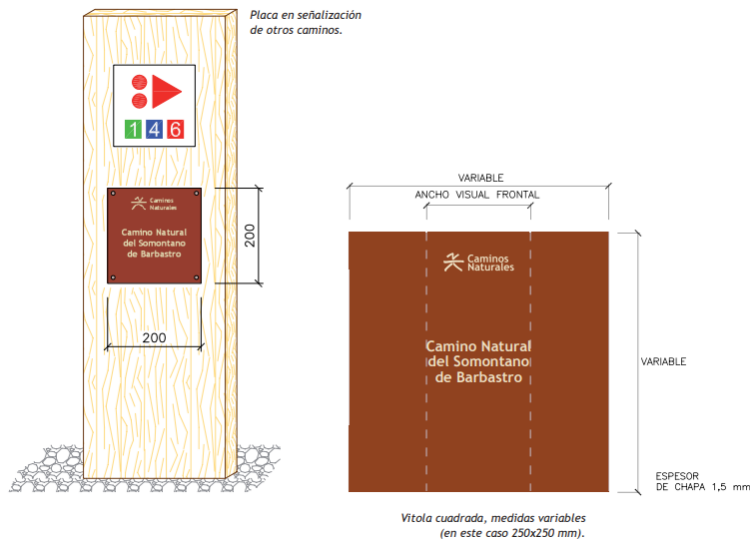 Placa en señalización
de otros caminos.
1 4 6
Caminos
Naturales
Camino Natural
del Somontano
de Barbastro
200
200
VARIABLE
ANCHO VISUAL FRONTAL
Caminos
Naturales
Camino Natural
del Somontano
de Barbastro
VARIABLE
ESPESOR
DE CHAPA 1,5 mm
Vitola cuadrada, medidas variables
(en este caso 250x250 mm).